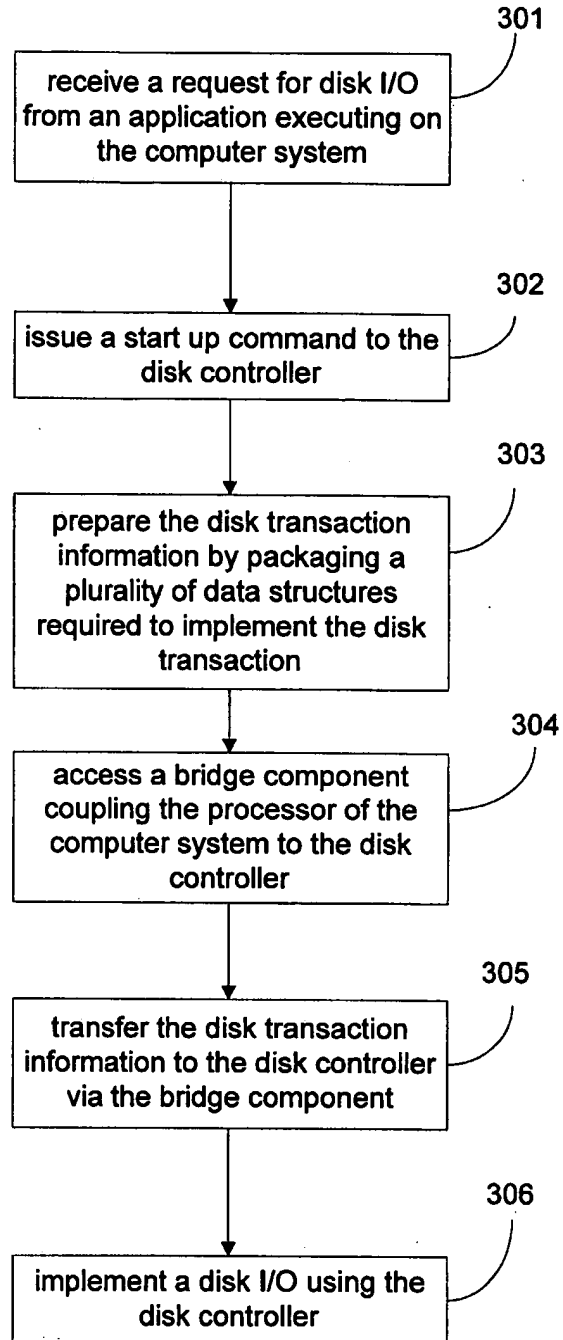 301
receive a request for disk I/O
from an application executing on
the computer system
302
issue a start up command to the
disk controller
303
prepare the disk transaction
information by packaging a
plurality of data structures
required to implement the disk
transaction
304
access a bridge component
coupling the processor of the
computer system to the disk
controller
305
transfer the disk transaction
information to the disk controller
via the bridge component
306
implement a disk I/O using the
disk controller